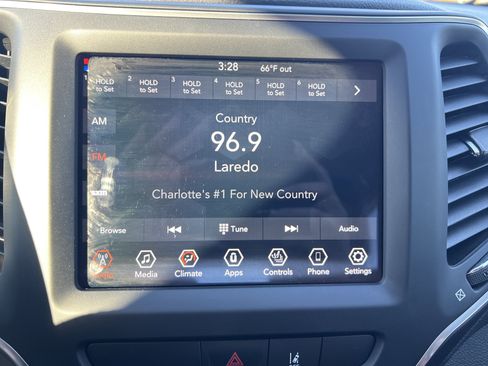 3:28 66°F out
1 HOLD to Set 2 HOLD to Set 3 HOLD to Set 4 HOLD to Set 5 HOLD to Set 6 HOLD to Set
Country
AM
96.9
FM
Laredo
Charlotte's #1 For New Country
Browse Tune Audio
Media Climate Apps Controls Phone Settings